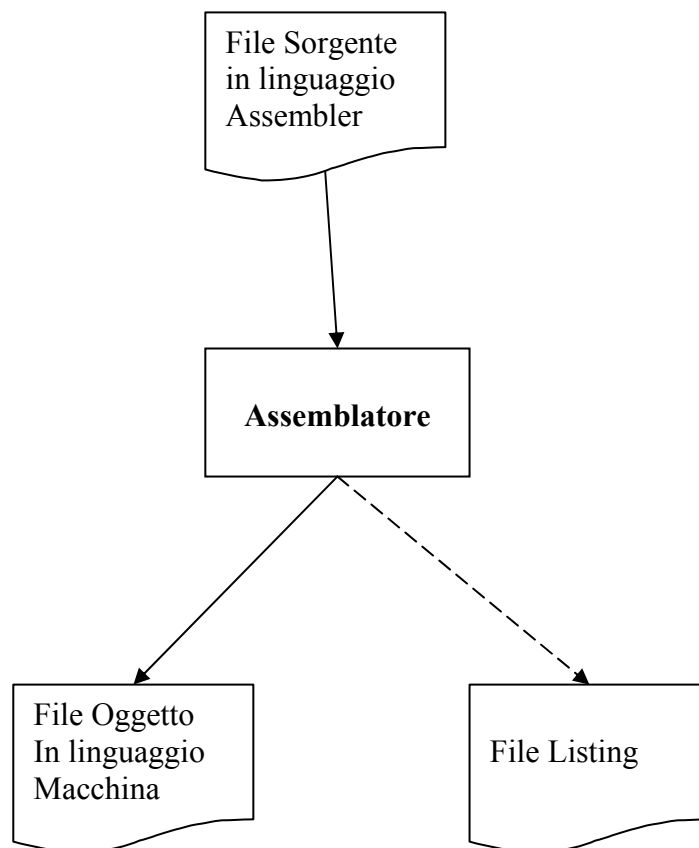 File Sorgente
in linguaggio
Assembler
Assemblatore
File Oggetto
In linguaggio
Macchina
File Listing